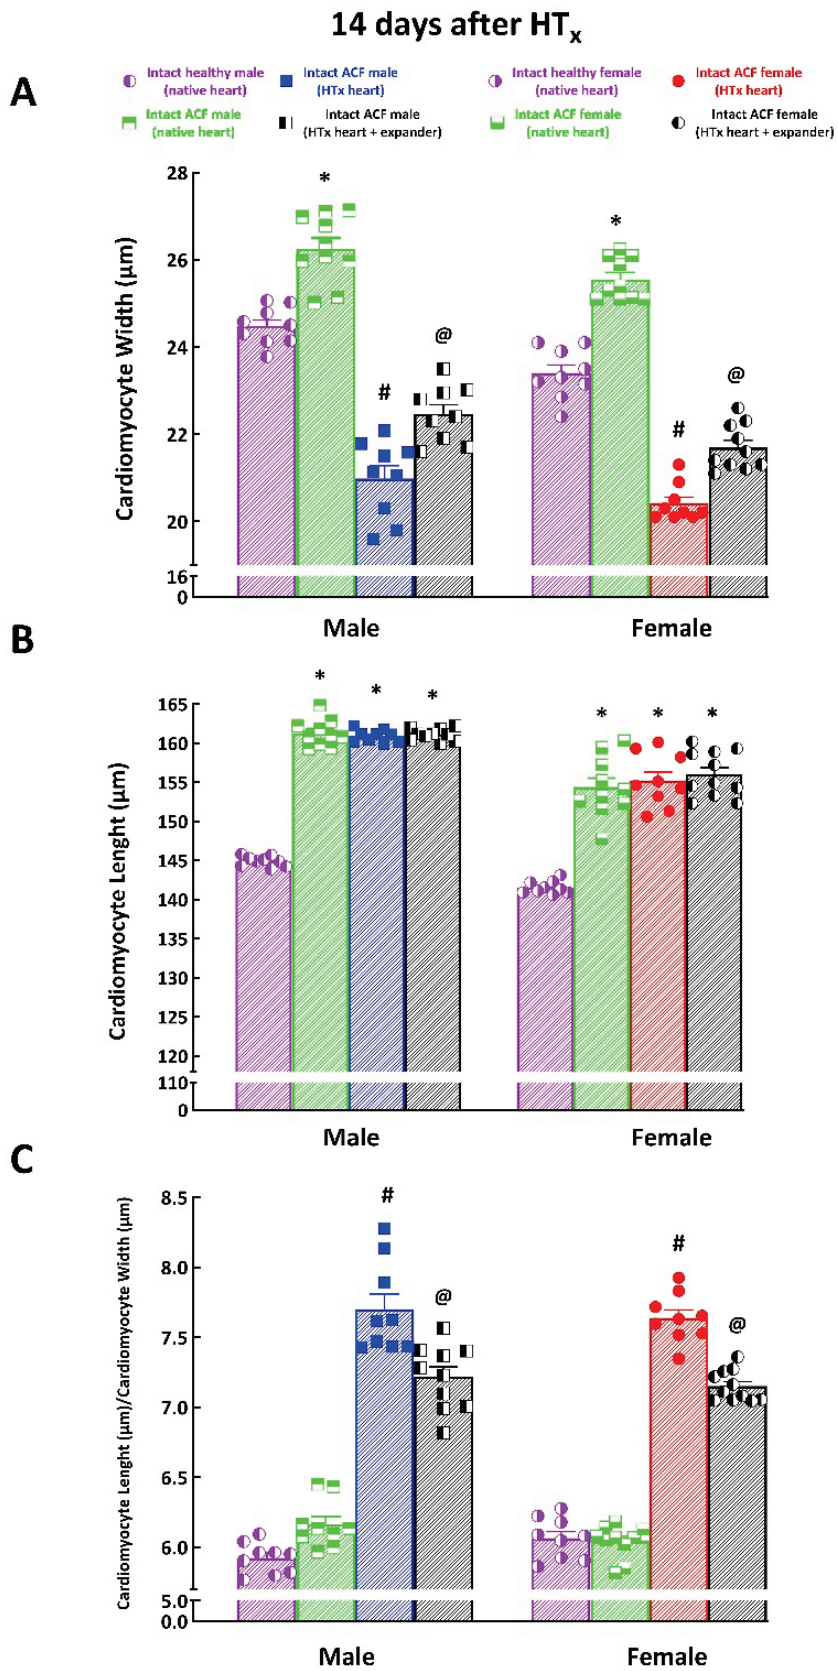 14 days after HTx
A
Intact healthy male
(native heart)
Intact ACF male
(HTx heart)
Intact healthy female
(native heart)
Intact ACF female
(HTx heart)
Intact ACF male
(native heart)
Intact ACF male
(HTx heart + expander)
Intact ACF female
(native heart)
Intact ACF female
(HTx heart + expander)
Cardiomyocyte Width (μm)
28
26
24
22
20
16
0
*
#
@
*
#
@
Male
Female
B
Cardiomyocyte Lenght (μm)
165
160
155
150
145
140
135
130
125
120
110
0
*
*
*
*
*
*
Male
Female
C
Cardiomyocyte Lenght (μm)/Cardiomyocyte Width (μm)
8.5
8.0
7.5
7.0
6.5
6.0
5.0
0.0
#
@
#
@
Male
Female